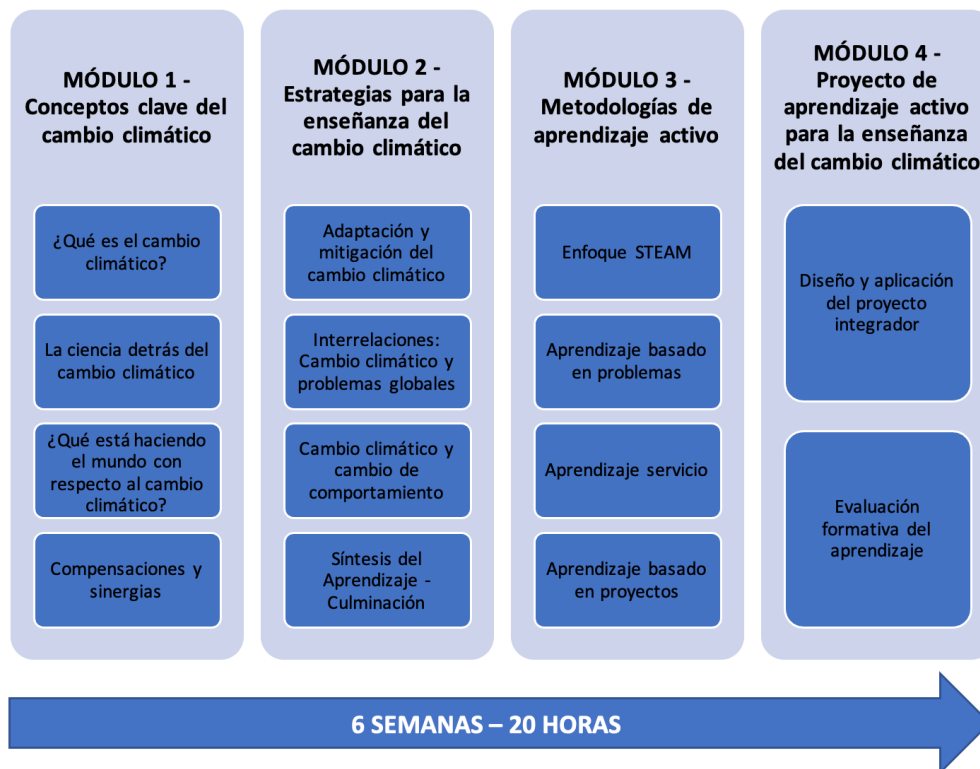 MÓDULO 1 -
Conceptos clave del
cambio climático
¿Qué es el cambio
climático?
La ciencia detrás del
cambio climático
¿Qué está haciendo
el mundo con
respecto al cambio
climático?
Compensaciones y
sinergias
MÓDULO 2 -
Estrategias para la
enseñanza del
cambio climático
Adaptación y
mitigación del
cambio climático
Interrelaciones:
Cambio climático y
problemas globales
Cambio climático y
cambio de
comportamiento
Síntesis del
Aprendizaje -
Culminación
MÓDULO 3 -
Metodologías de
aprendizaje activo
Enfoque STEAM
Aprendizaje basado
en problemas
Aprendizaje servicio
Aprendizaje basado
en proyectos
MÓDULO 4 -
Proyecto de
aprendizaje activo
para la enseñanza
del cambio climático
Diseño y aplicación
del proyecto
integrador
Evaluación
formativa del
aprendizaje
6 SEMANAS – 20 HORAS